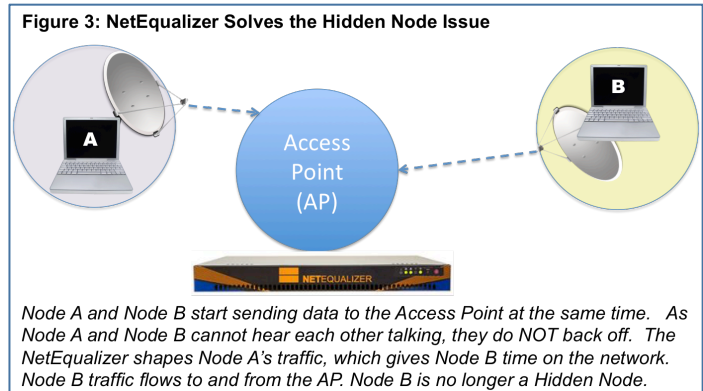 Figure 3: NetEqualizer Solves the Hidden Node Issue
A
B
Access
Point
(AP)
NETEQUALIZER
Node A and Node B start sending data to the Access Point at the same time. As
Node A and Node B cannot hear each other talking, they do NOT back off. The
NetEqualizer shapes Node A's traffic, which gives Node B time on the network.
Node B traffic flows to and from the AP. Node B is no longer a Hidden Node.